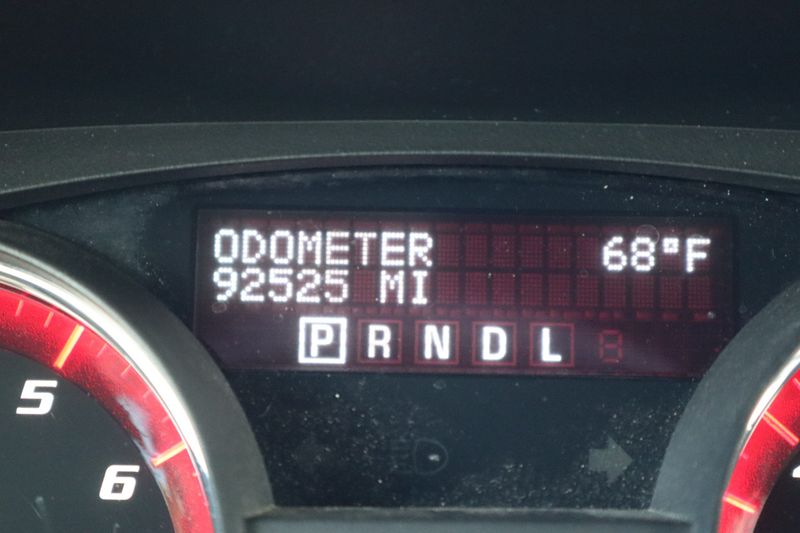 ODOMETER 68°F
92525 MI
P R N D L
5
6